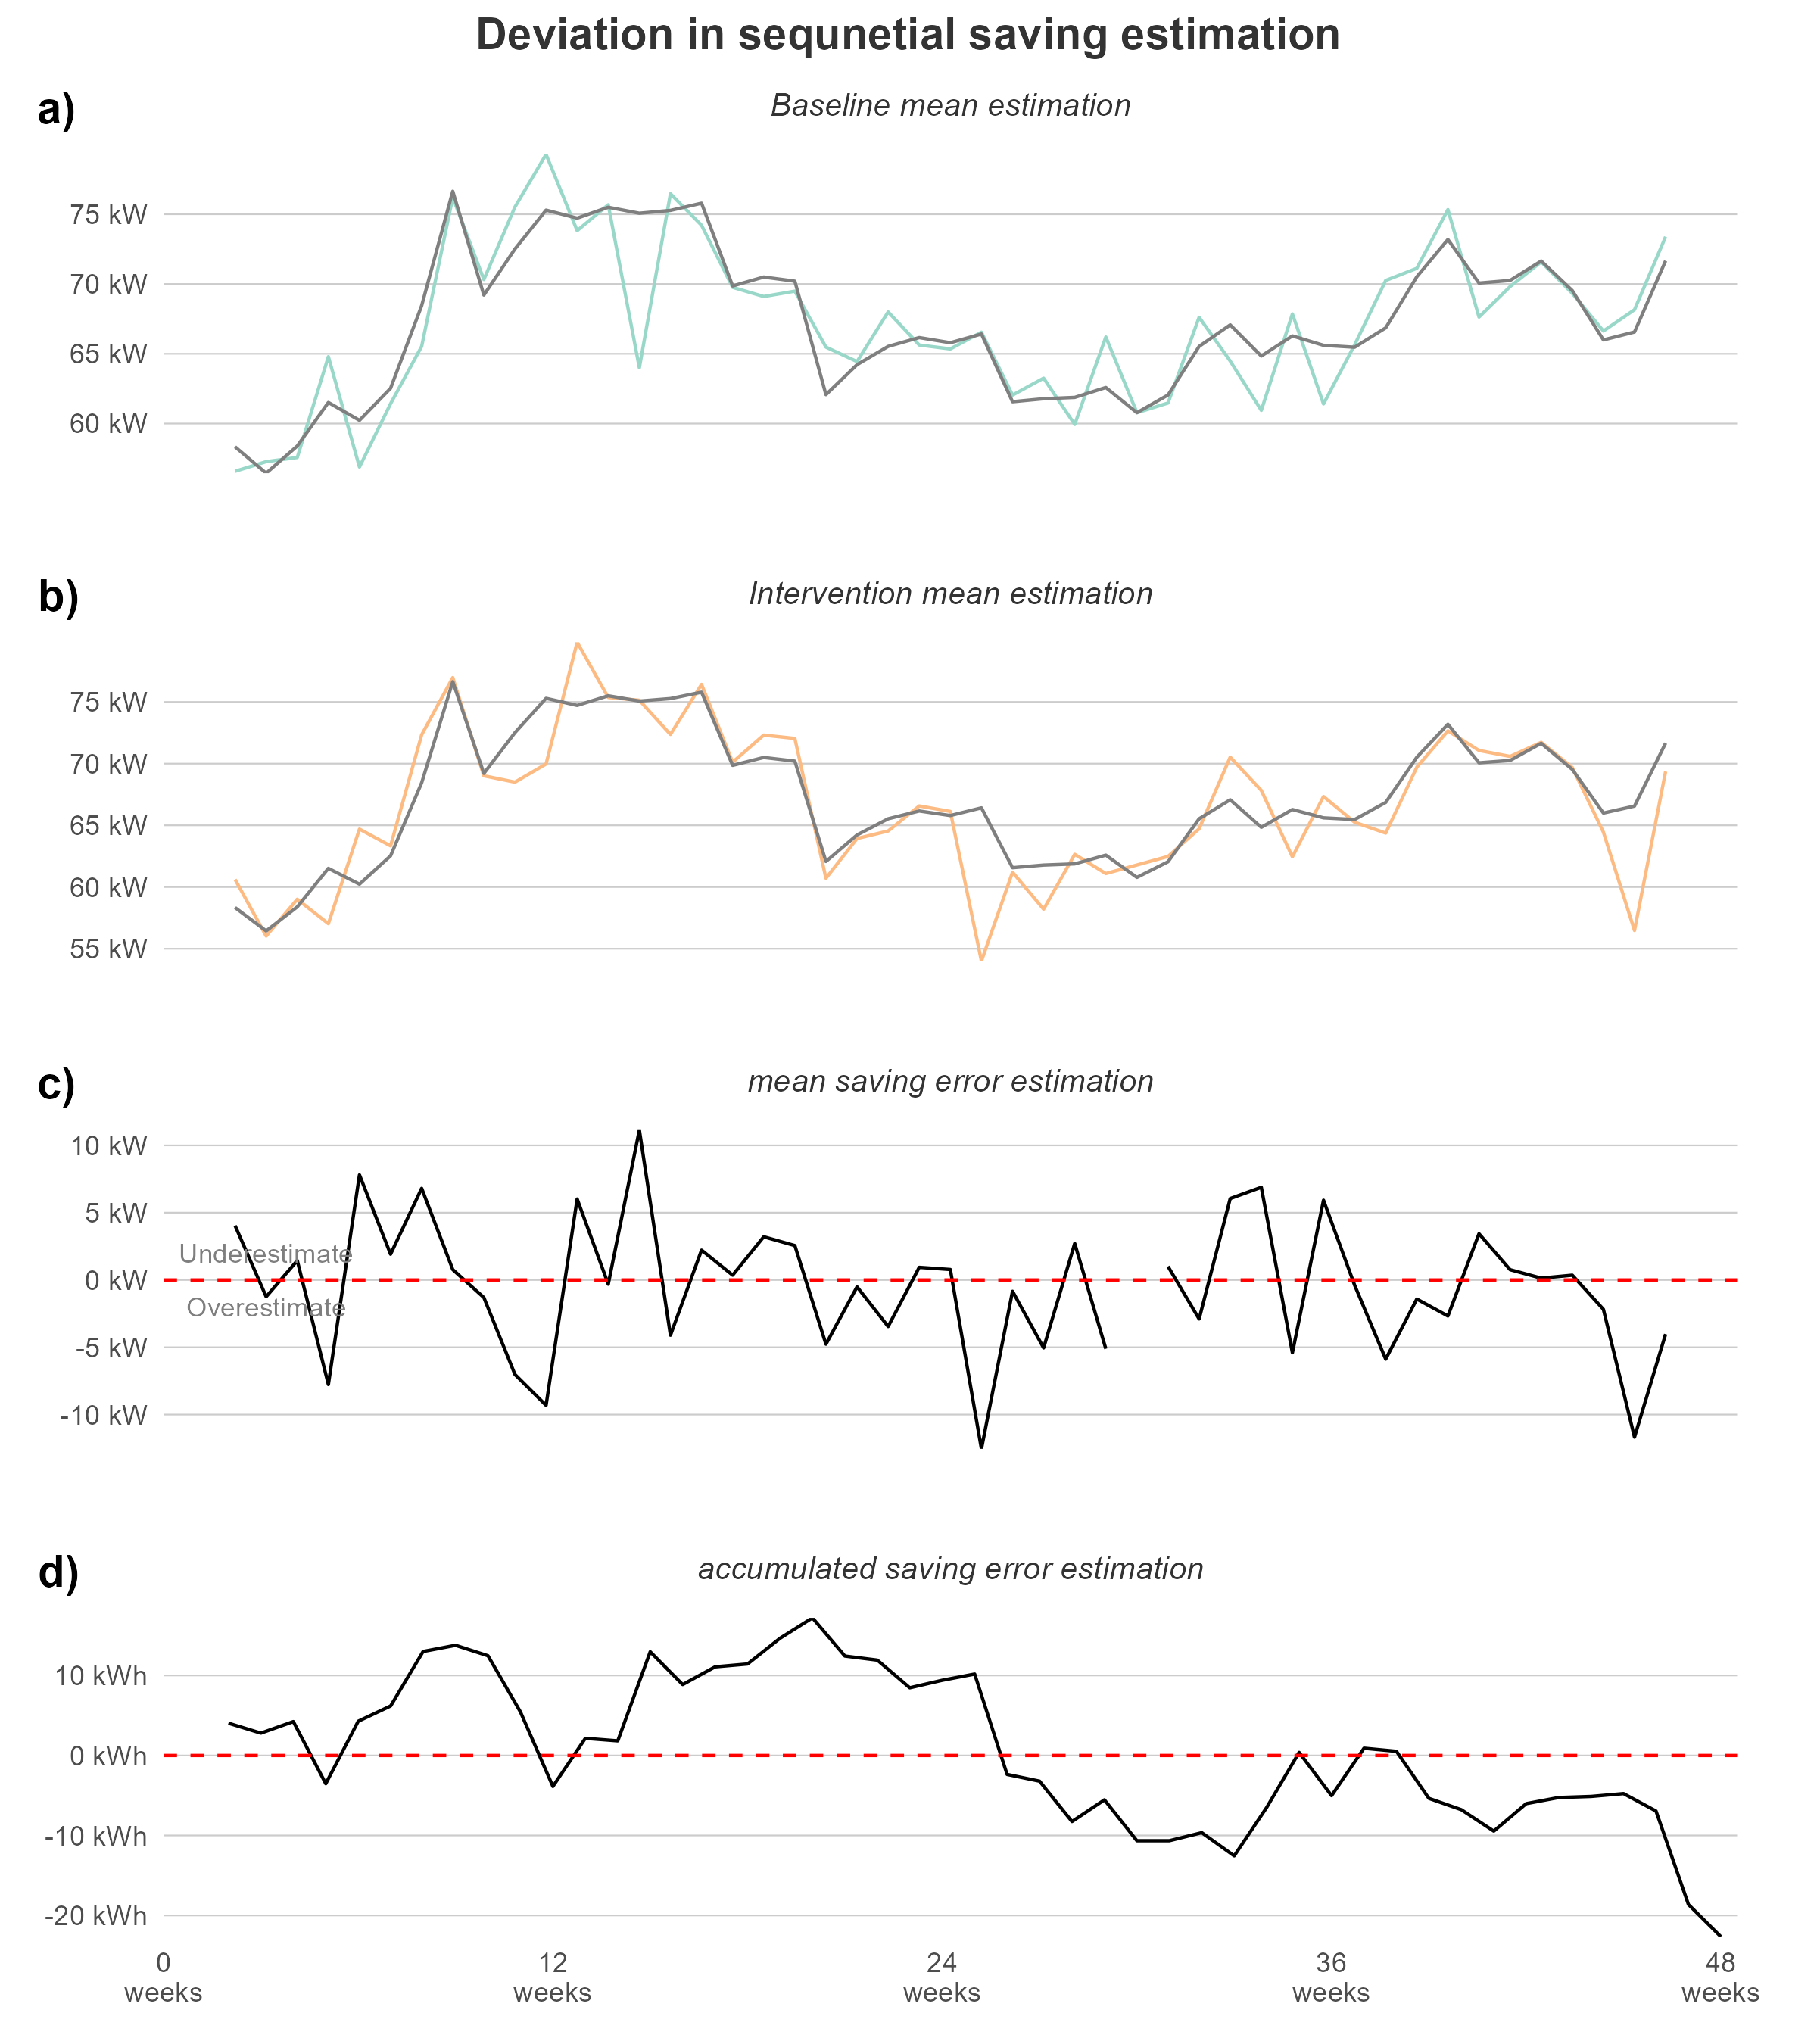 Deviation in sequnetial saving estimation
a)
Baseline mean estimation
75 kW
70 kW
65 kW
60 kW
b)
Intervention mean estimation
75 kW
70 kW
65 kW
60 kW
55 kW
c)
mean saving error estimation
10 kW
5 kW
Underestimate
0 kW
Overestimate
-5 kW
-10 kW
d)
accumulated saving error estimation
10 kWh
0 kWh
-10 kWh
-20 kWh
0 12 24 36 48
weeks weeks weeks weeks weeks